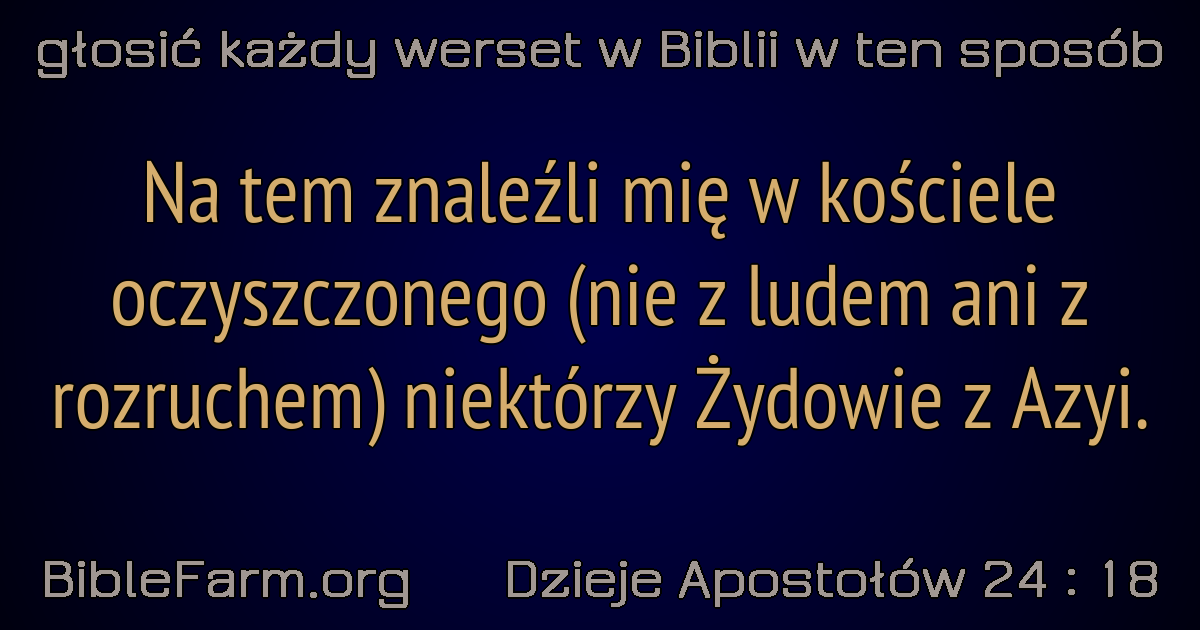 głosić każdy werset w Biblii w ten sposób
Na tem znaleźli mię w kościele
oczyszczonego (nie z ludem ani z
rozruchem) niektórzy Żydowie z Azyi.
BibleFarm.org Dzieje Apostołów 24 : 18